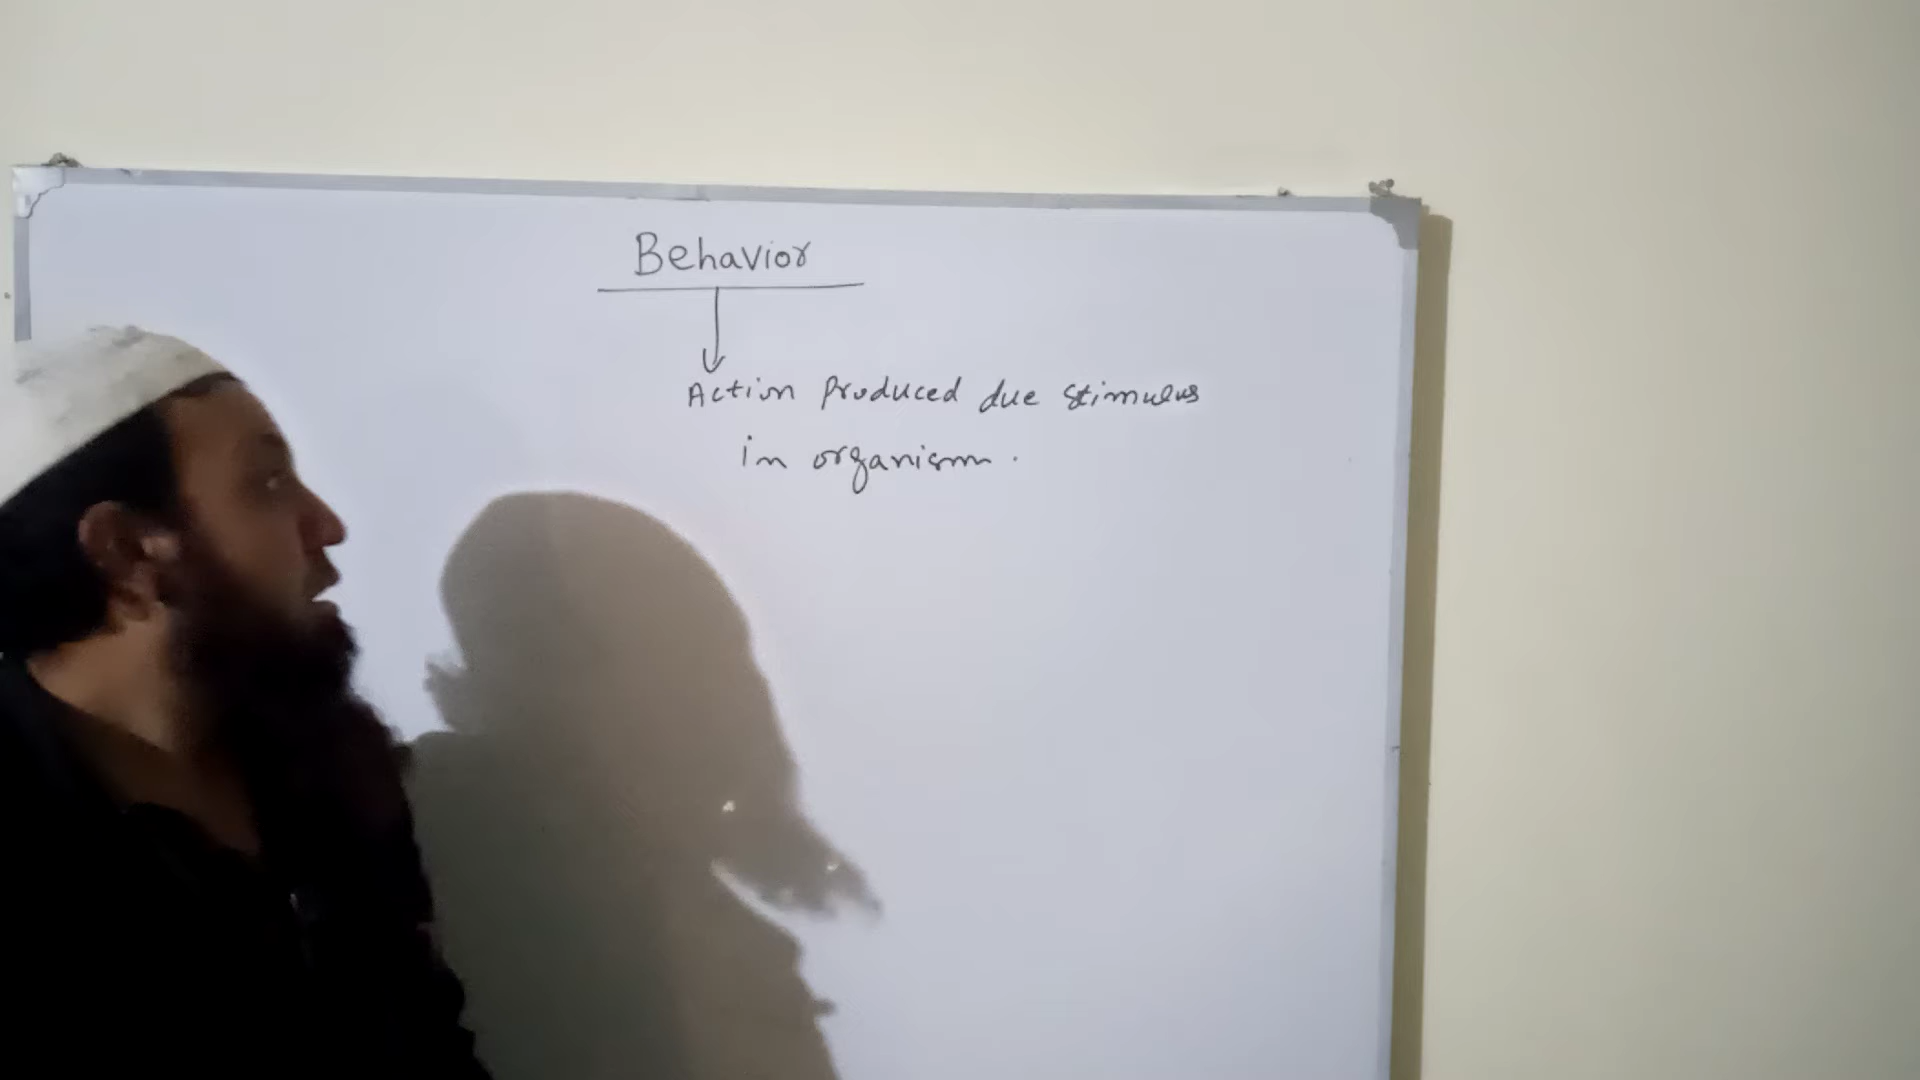 Behavior
Action Produced due stimulus
in organism.